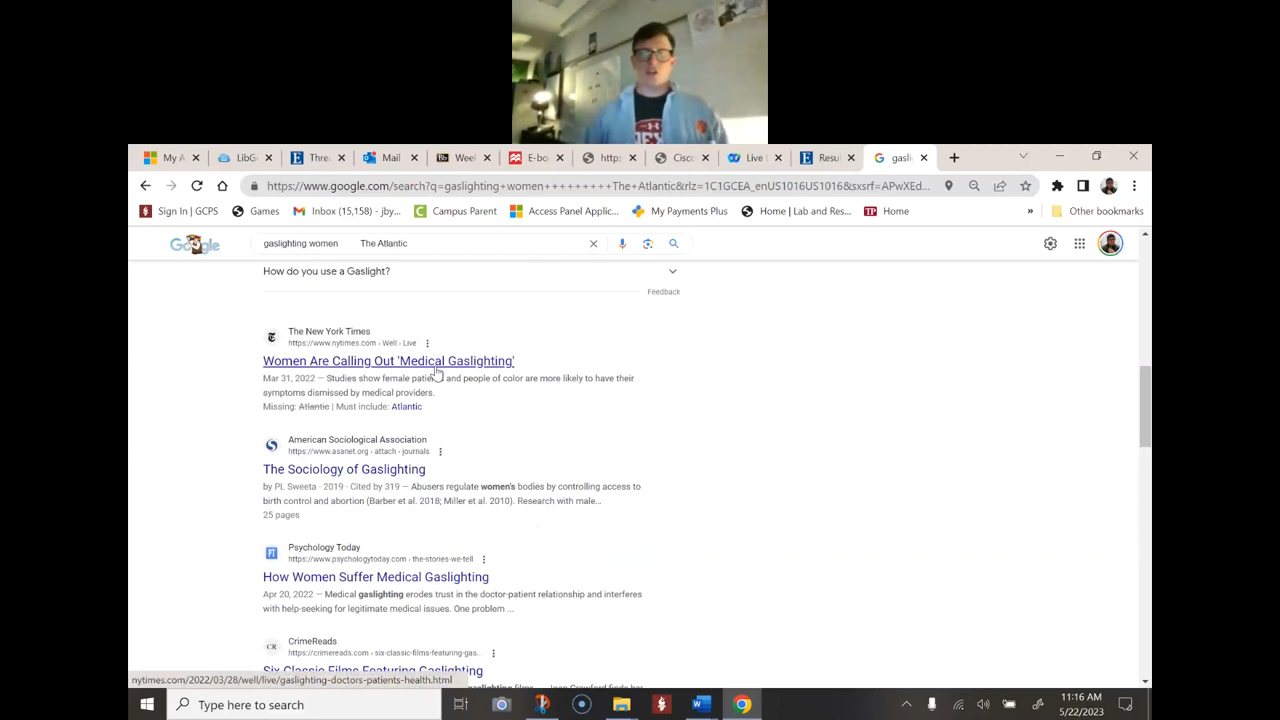 My A
LibG
Thre
Mail
Bb
Weel
E-bo
https
Cisco
Live
Resu
gasli
https://www.google.com/search?q=gaslighting+women+++++++++The+Atlantic&rlz=1C1GCEA_enUS1016US1016&sxsrf=APwXEd...
Sign In | GCPS
Games
Inbox (15,158) - jby...
Campus Parent
Access Panel Applic...
My Payments Plus
Home | Lab and Res...
TP Home
»
Other bookmarks
gaslighting women The Atlantic
How do you use a Gaslight?
Feedback
The New York Times
https://www.nytimes.com › Well › Live
Women Are Calling Out 'Medical Gaslighting'
Mar 31, 2022 — Studies show female patients and people of color are more likely to have their
symptoms dismissed by medical providers.
Missing: Atlantic | Must include: Atlantic
American Sociological Association
https://www.asanet.org › attach › journals
The Sociology of Gaslighting
by PL Sweeta · 2019 · Cited by 319 — Abusers regulate women's bodies by controlling access to
birth control and abortion (Barber et al. 2018; Miller et al. 2010). Research with male...
25 pages
Psychology Today
https://www.psychologytoday.com › the-stories-we-tell
How Women Suffer Medical Gaslighting
Apr 20, 2022 — Medical gaslighting erodes trust in the doctor-patient relationship and interferes
with help-seeking for legitimate medical issues. One problem ...
CR
CrimeReads
https://crimereads.com › six-classic-films-featuring-gas...
Six Classic Films Featuring Gaslighting
nytimes.com/2022/03/28/well/live/gaslighting-doctors-patients-health.html
Type here to search
11:16 AM
5/22/2023